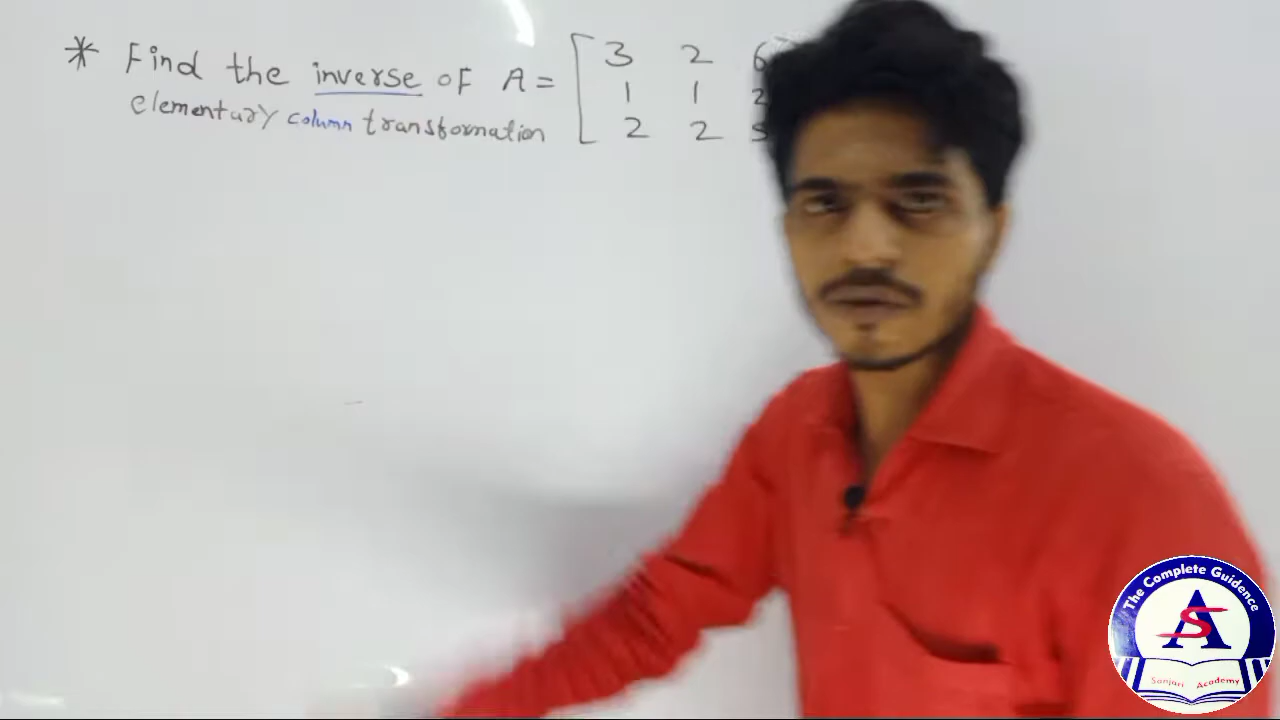 * Find the inverse of A = [ 3 2 6
1 1 2
elementary column transformation 2 2 5
The Complete Guidence
AS
Sanjari Academy